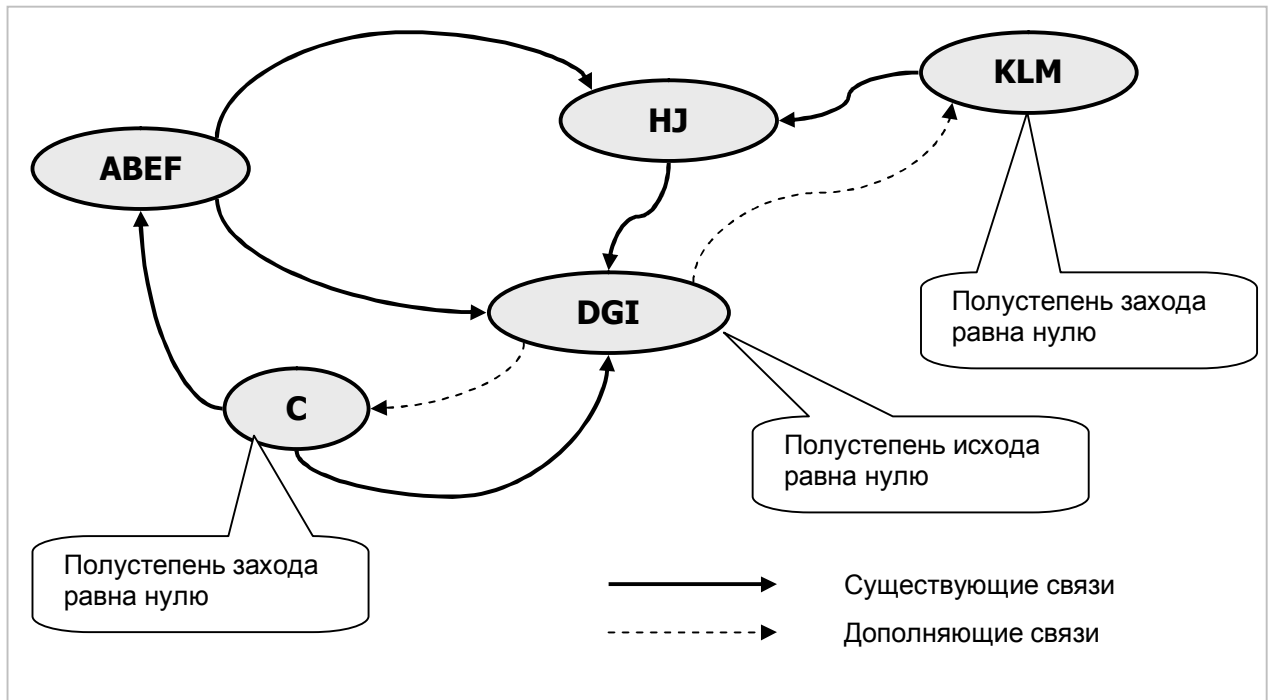 KLM
HJ
ABEF
DGI
C
Полустепень захода
равна нулю
Полустепень исхода
равна нулю
Полустепень захода
равна нулю
Существующие связи
Дополняющие связи